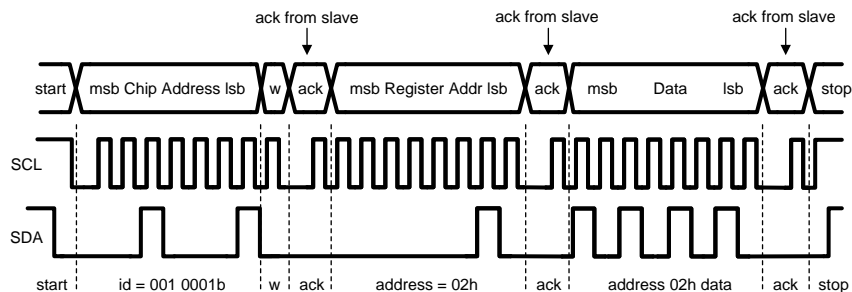 ack from slave ack from slave ack from slave
start msb Chip Address lsb w ack msb Register Addr lsb ack msb Data lsb ack stop
SCL
SDA
start id = 001 0001b w ack address = 02h ack address 02h data ack stop